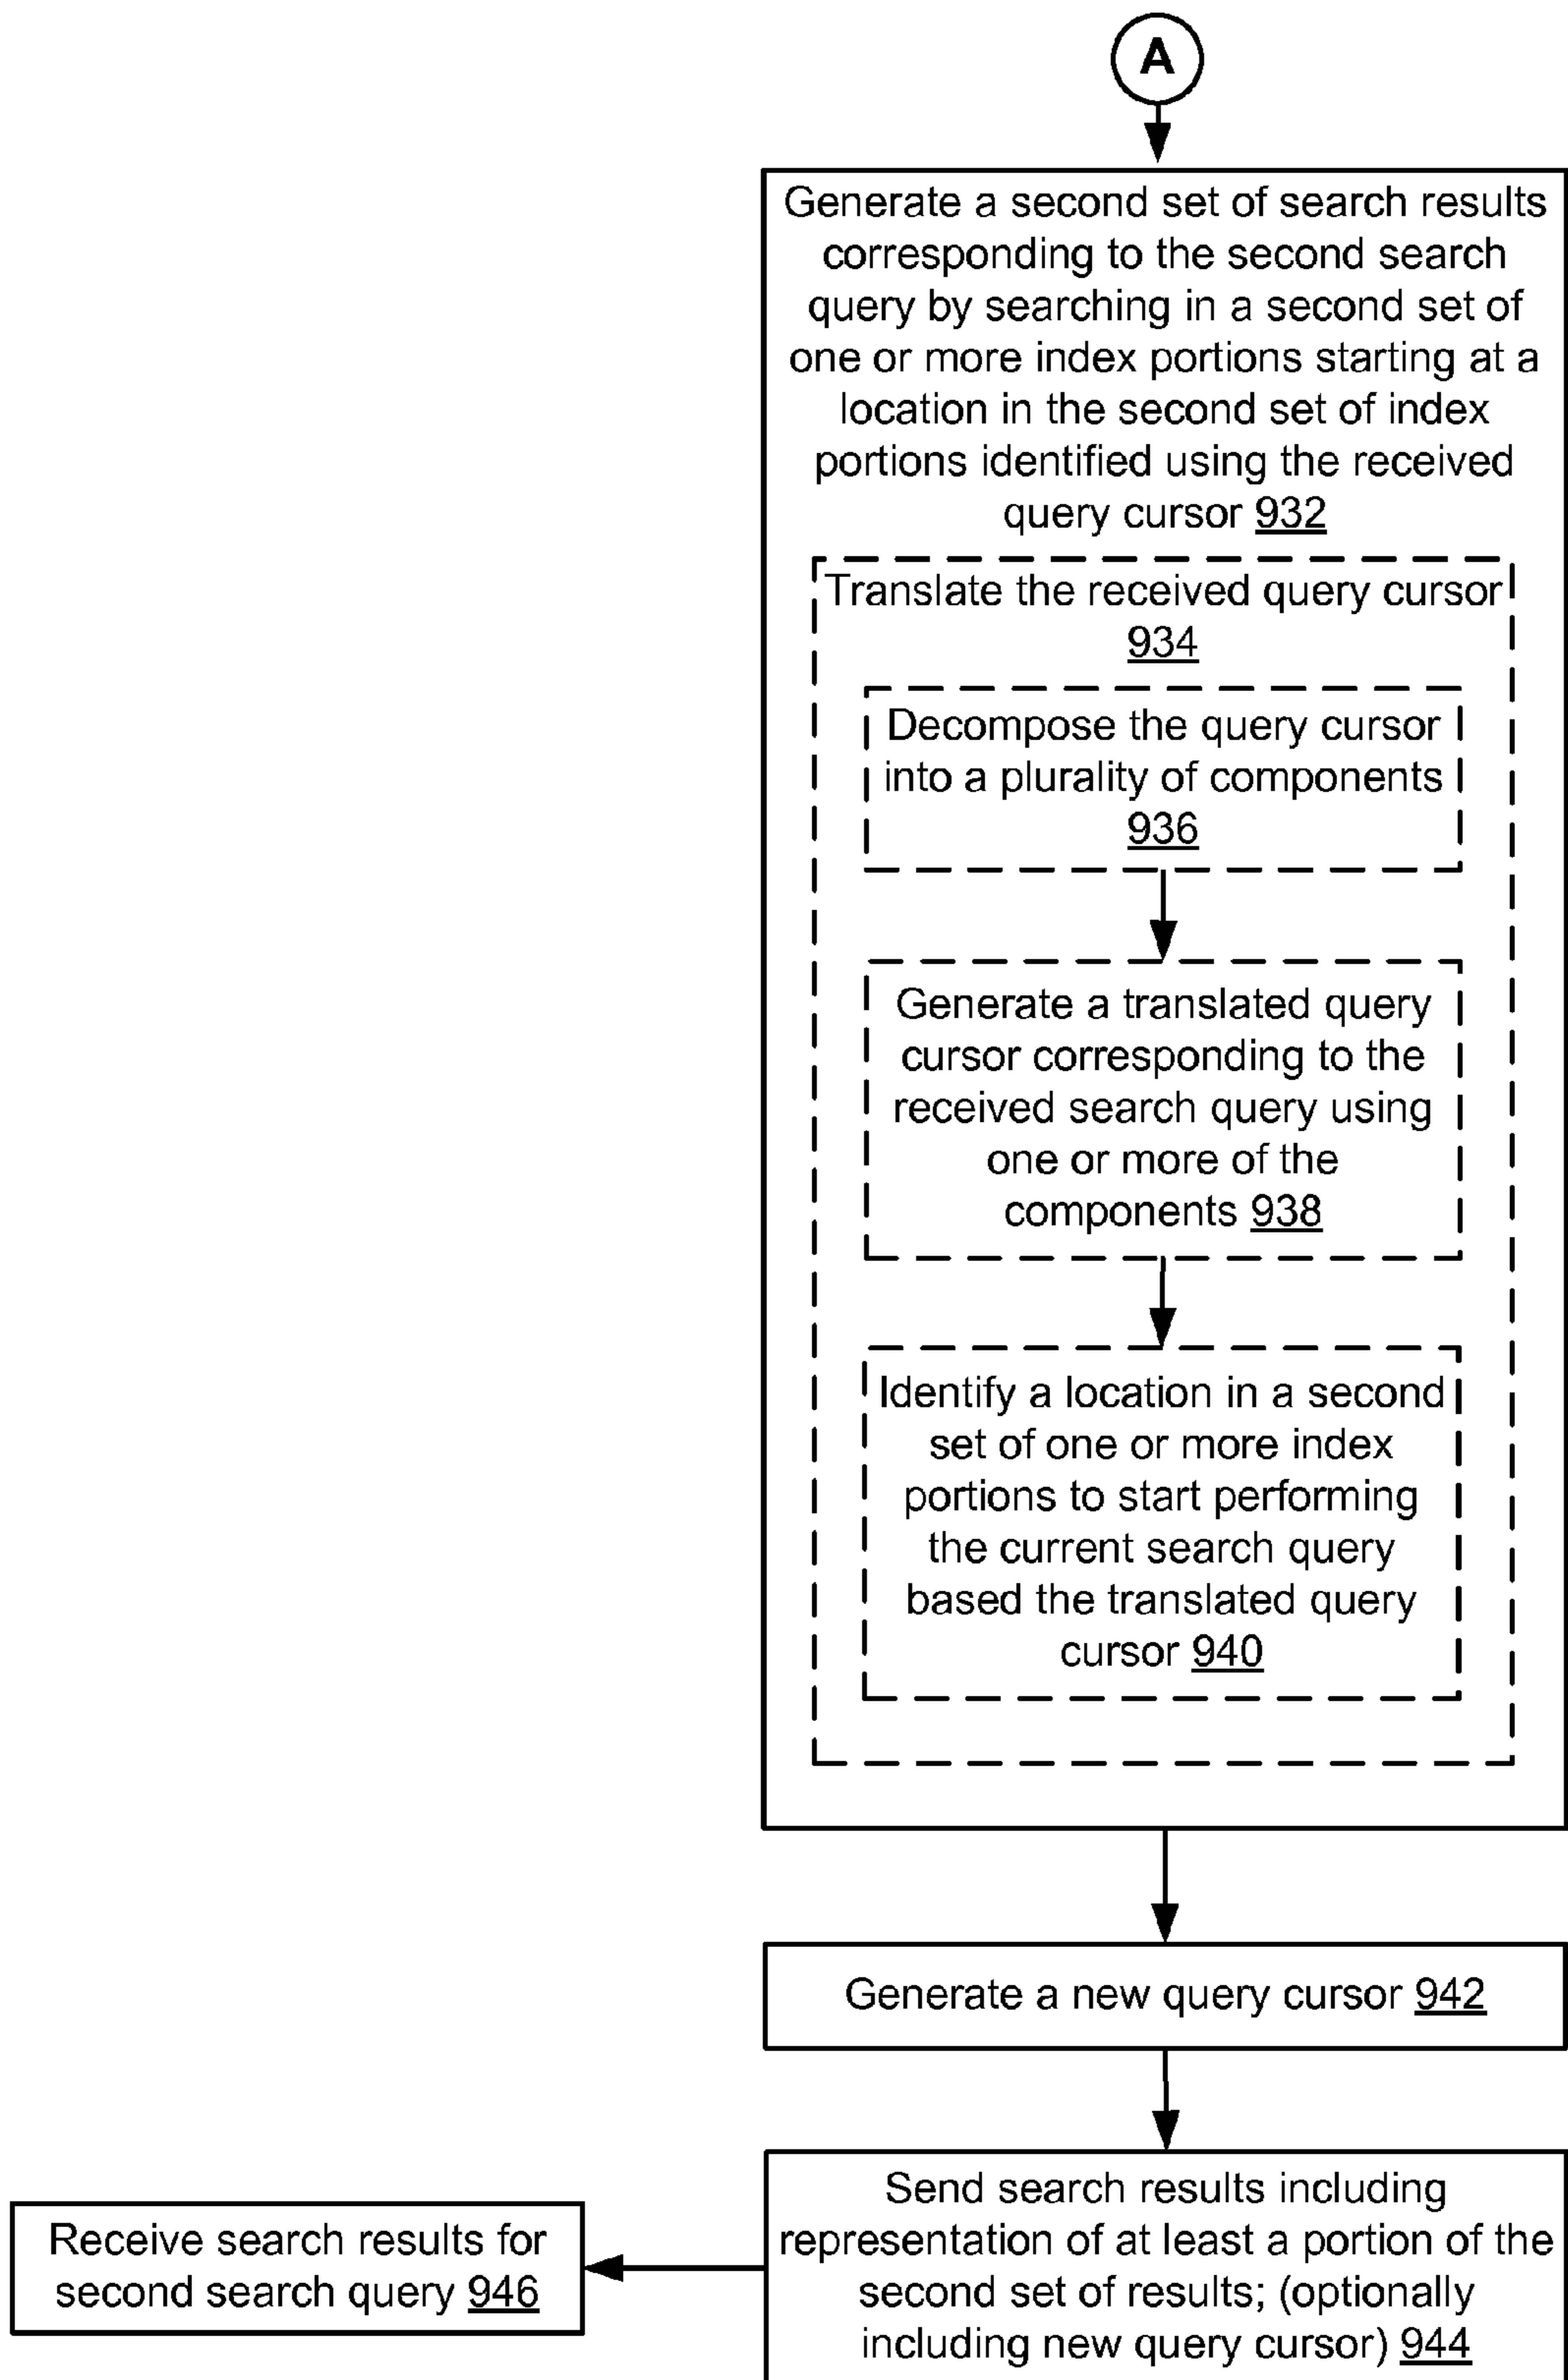 A
Generate a second set of search results
corresponding to the second search
query by searching in a second set of
one or more index portions starting at a
location in the second set of index
portions identified using the received
query cursor 932
Translate the received query cursor
934
Decompose the query cursor
into a plurality of components
936
Generate a translated query
cursor corresponding to the
received search query using
one or more of the
components 938
Identify a location in a second
set of one or more index
portions to start performing
the current search query
based the translated query
cursor 940
Generate a new query cursor 942
Send search results including
representation of at least a portion of the
second set of results; (optionally
including new query cursor) 944
Receive search results for
second search query 946